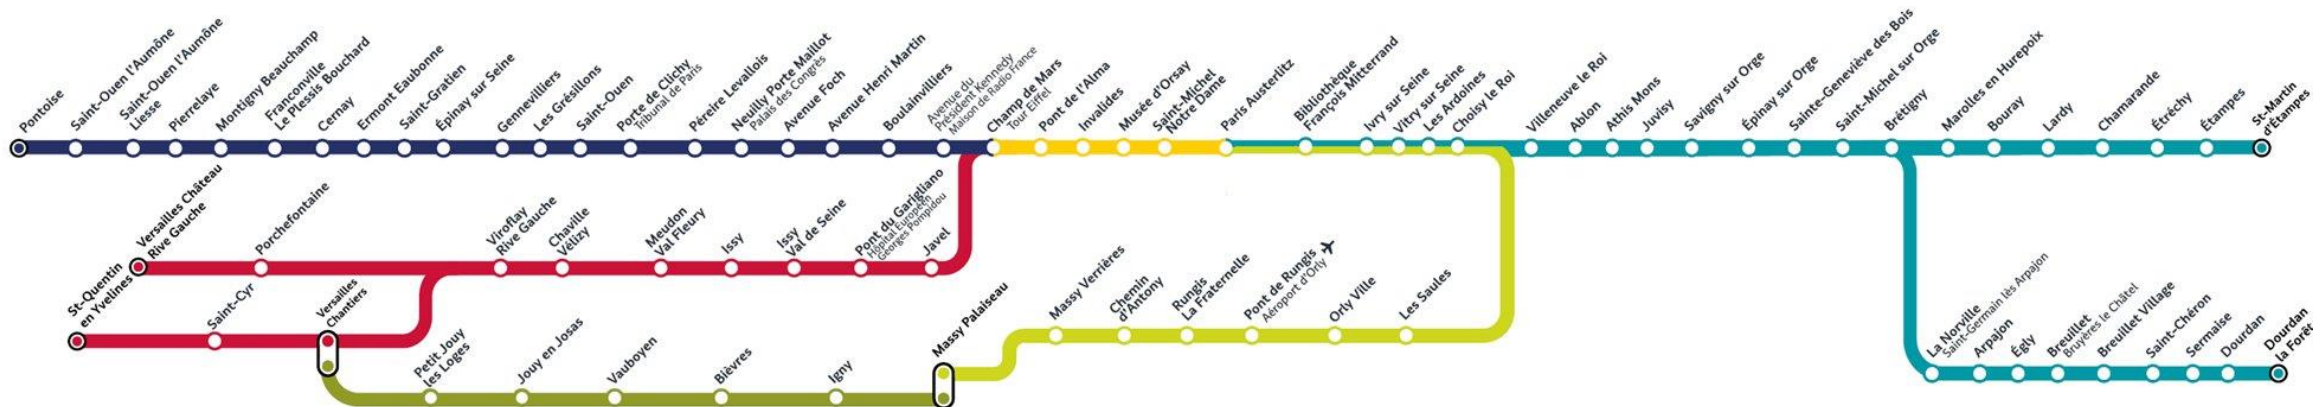 Pontoise
Saint-Ouen l'Aumône
Saint-Ouen l'Aumône
Liesse
Pierrelaye
Montigny Beauchamp
Franconville
Le Plessis Bouchard
Cernay
Ermont Eaubonne
Saint-Gratien
Épinay sur Seine
Gennevilliers
Les Grésillons
Saint-Ouen
Porte de Clichy
Tribunal de Paris
Péreire Levallois
Neuilly Porte Maillot
Palais des Congrès
Avenue Foch
Avenue Henri Martin
Boulainvilliers
Avenue du
Président Kennedy
Maison de Radio France
Champ de Mars
Tour Eiffel
Pont de l'Alma
Invalides
Musée d'Orsay
Saint-Michel
Notre Dame
Paris Austerlitz
Bibliothèque
François Mitterrand
Ivry sur Seine
Vitry sur Seine
Les Ardoines
Choisy le Roi
Villeneuve le Roi
Ablon
Athis Mons
Juvisy
Savigny sur Orge
Épinay sur Orge
Sainte-Geneviève des Bois
Saint-Michel sur Orge
Brétigny
Marolles en Hurepoix
Bouray
Lardy
Chamarande
Étréchy
Étampes
St-Martin
d'Étampes
Versailles Château
Rive Gauche
Porchefontaine
Viroflay
Rive Gauche
Chaville
Vélizy
Meudon
Val Fleury
Issy
Issy
Val de Seine
Pont du Garigliano
Hôpital Européen
Georges Pompidou
Javel
St-Quentin
en Yvelines
Saint-Cyr
Versailles
Chantiers
Petit Jouy
les Loges
Jouy en Josas
Vauboyen
Bièvres
Igny
Massy Palaiseau
Massy Verrières
Chemin
d'Antony
Rungis
La Fraternelle
Pont de Rungis
Aéroport d'Orly
Orly Ville
Les Saules
La Norville
Saint-Germain lès Arpajon
Arpajon
Égly
Breuillet
Bruyères le Châtel
Breuillet Village
Saint-Chéron
Sermaise
Dourdan
Dourdan
la Forêt